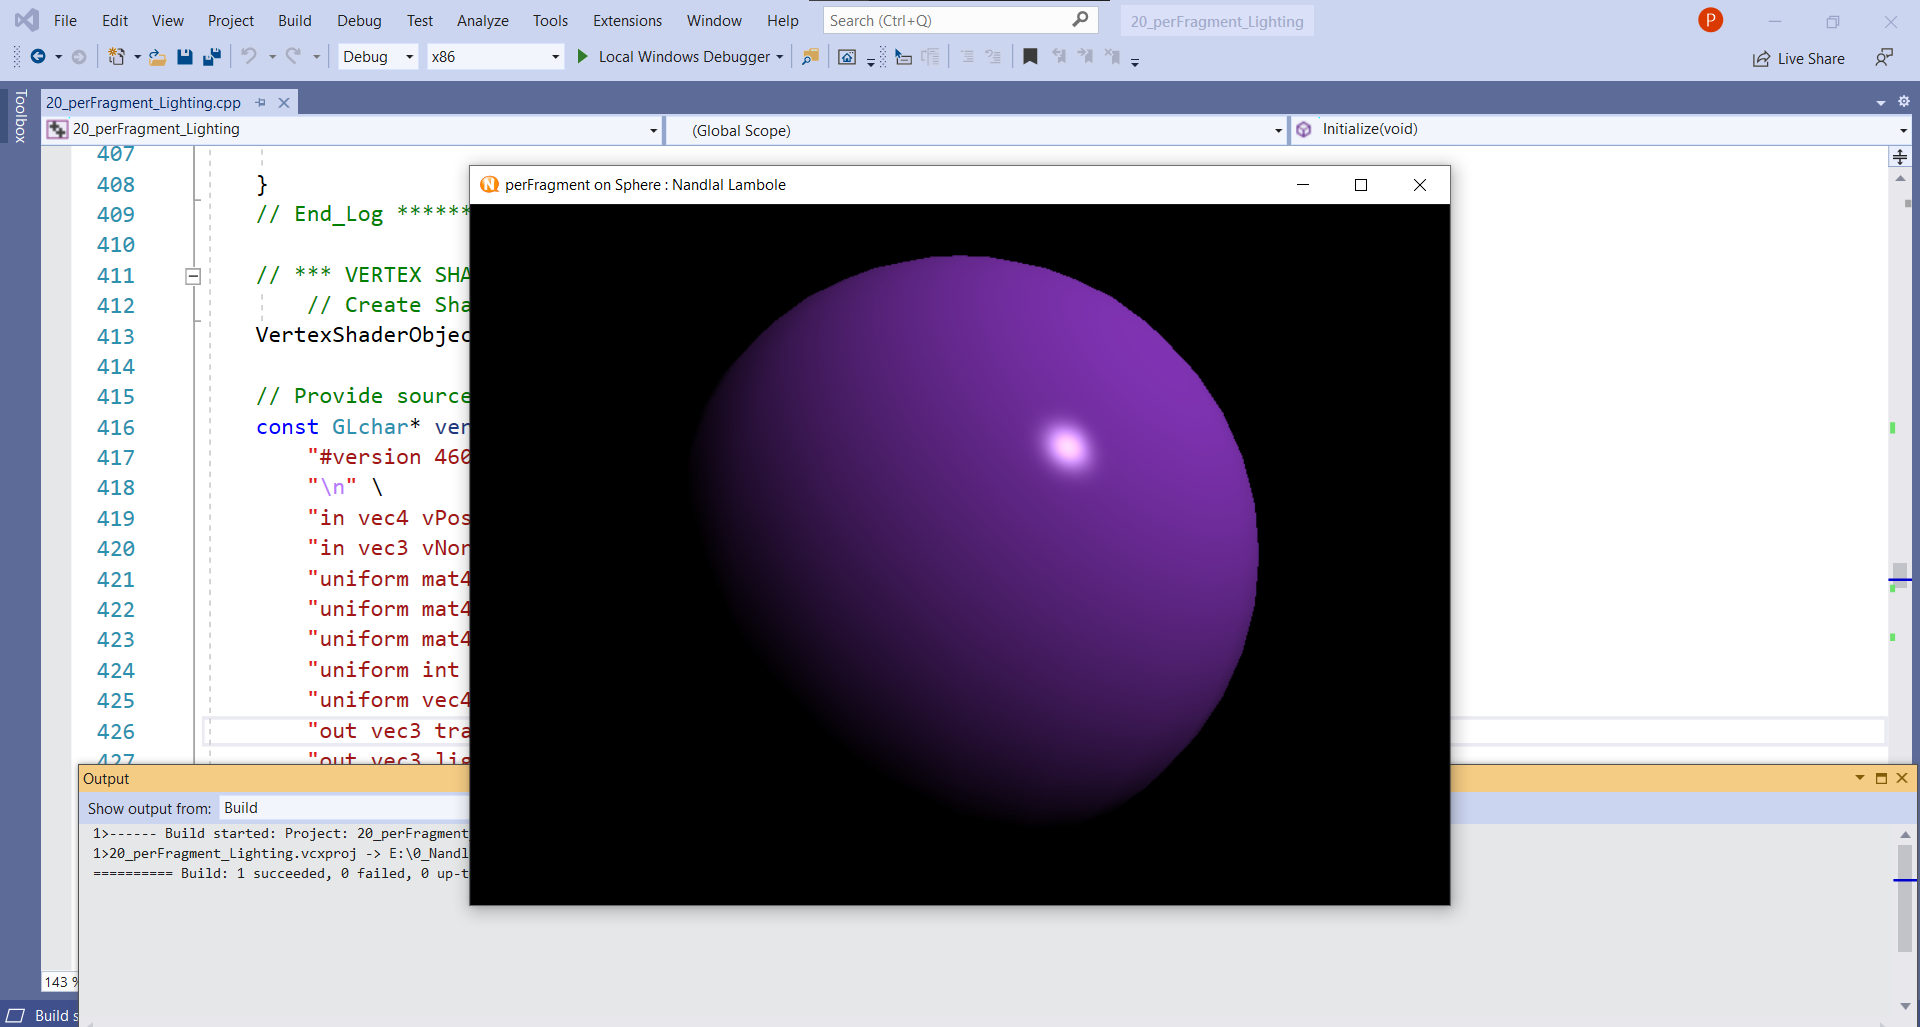 File Edit View Project Build Debug Test Analyze Tools Extensions Window Help Search (Ctrl+Q) 20_perFragment_Lighting P
Debug x86 Local Windows Debugger Live Share
Toolbox
20_perFragment_Lighting.cpp
20_perFragment_Lighting (Global Scope) Initialize(void)
407
408 }
409 // End_Log ******
410
411 // *** VERTEX SHA
412 // Create Sha
413 VertexShaderObjec
414
415 // Provide source
416 const GLchar* ver
417 "#version 460
418 "\n" \
419 "in vec4 vPos
420 "in vec3 vNor
421 "uniform mat4
422 "uniform mat4
423 "uniform mat4
424 "uniform int
425 "uniform vec4
426 "out vec3 tra
427 "out vec3 lig
perFragment on Sphere : Nandlal Lambole
Output
Show output from: Build
1>------ Build started: Project: 20_perFragment_
1>20_perFragment_Lighting.vcxproj -> E:\0_Nandl
========== Build: 1 succeeded, 0 failed, 0 up-t
143 %
Build s